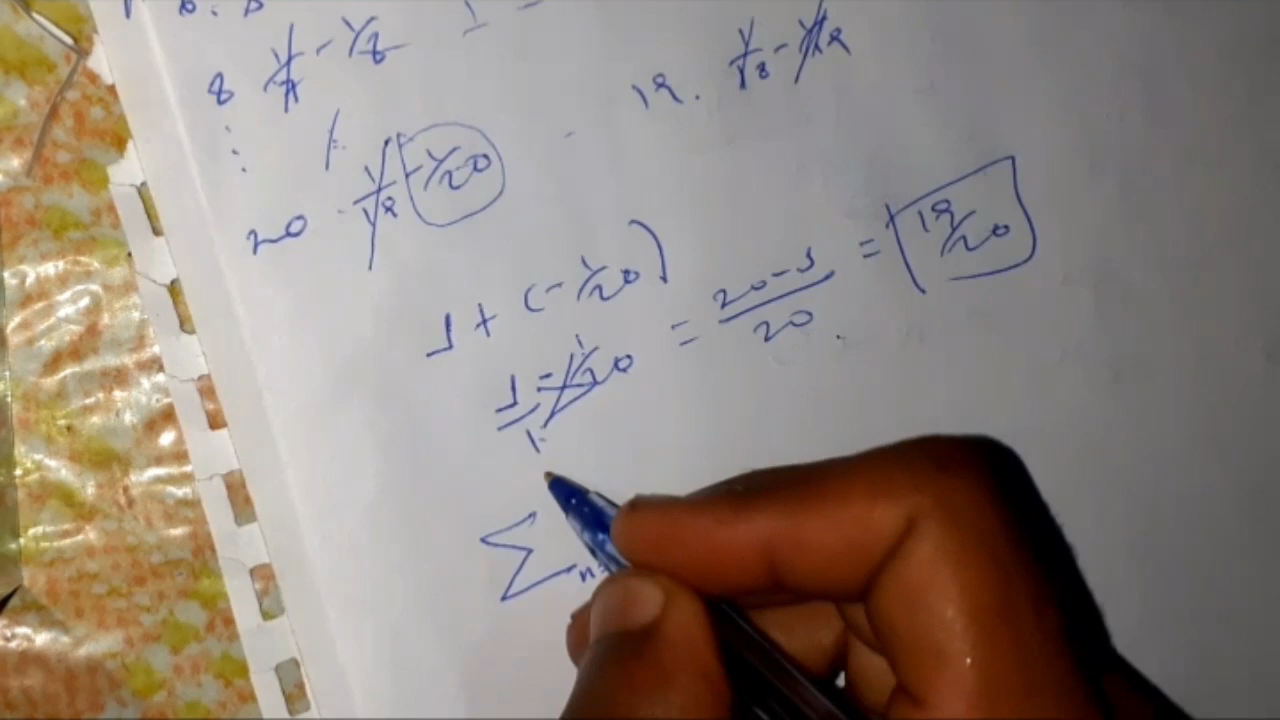 8 1/7 - 1/8
19. 1/18 - 1/19
20 1/19 - 1/20
1 + (-1/20)
1/1 - 1/20 = 20-1/20 = 19/20
∑ n=